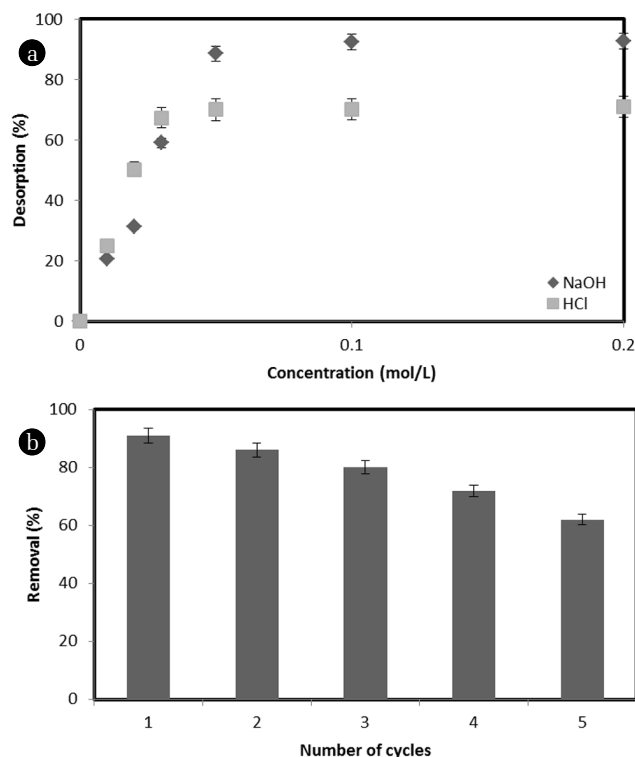 a
100
80
60
40
20
0
Desorption (%)
NaOH
HCl
0
0.1
0.2
Concentration (mol/L)
b
100
80
60
40
20
0
Removal (%)
1
2
3
4
5
Number of cycles